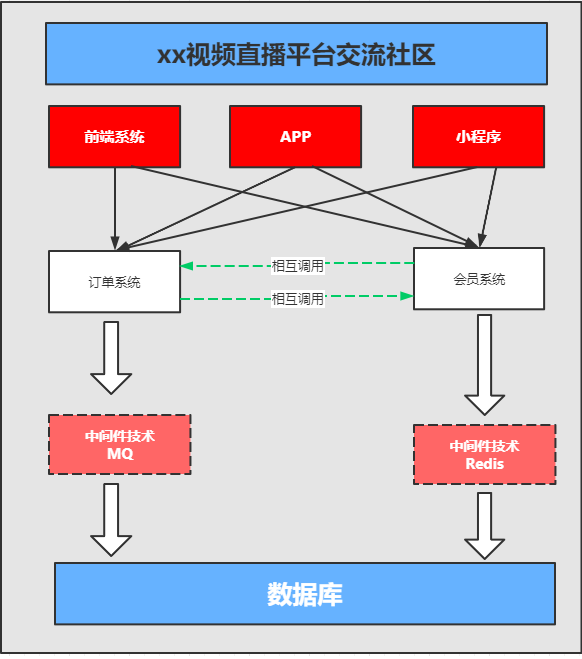 xx视频直播平台交流社区
前端系统
APP
小程序
订单系统
相互调用
相互调用
会员系统
中间件技术
MQ
中间件技术
Redis
数据库